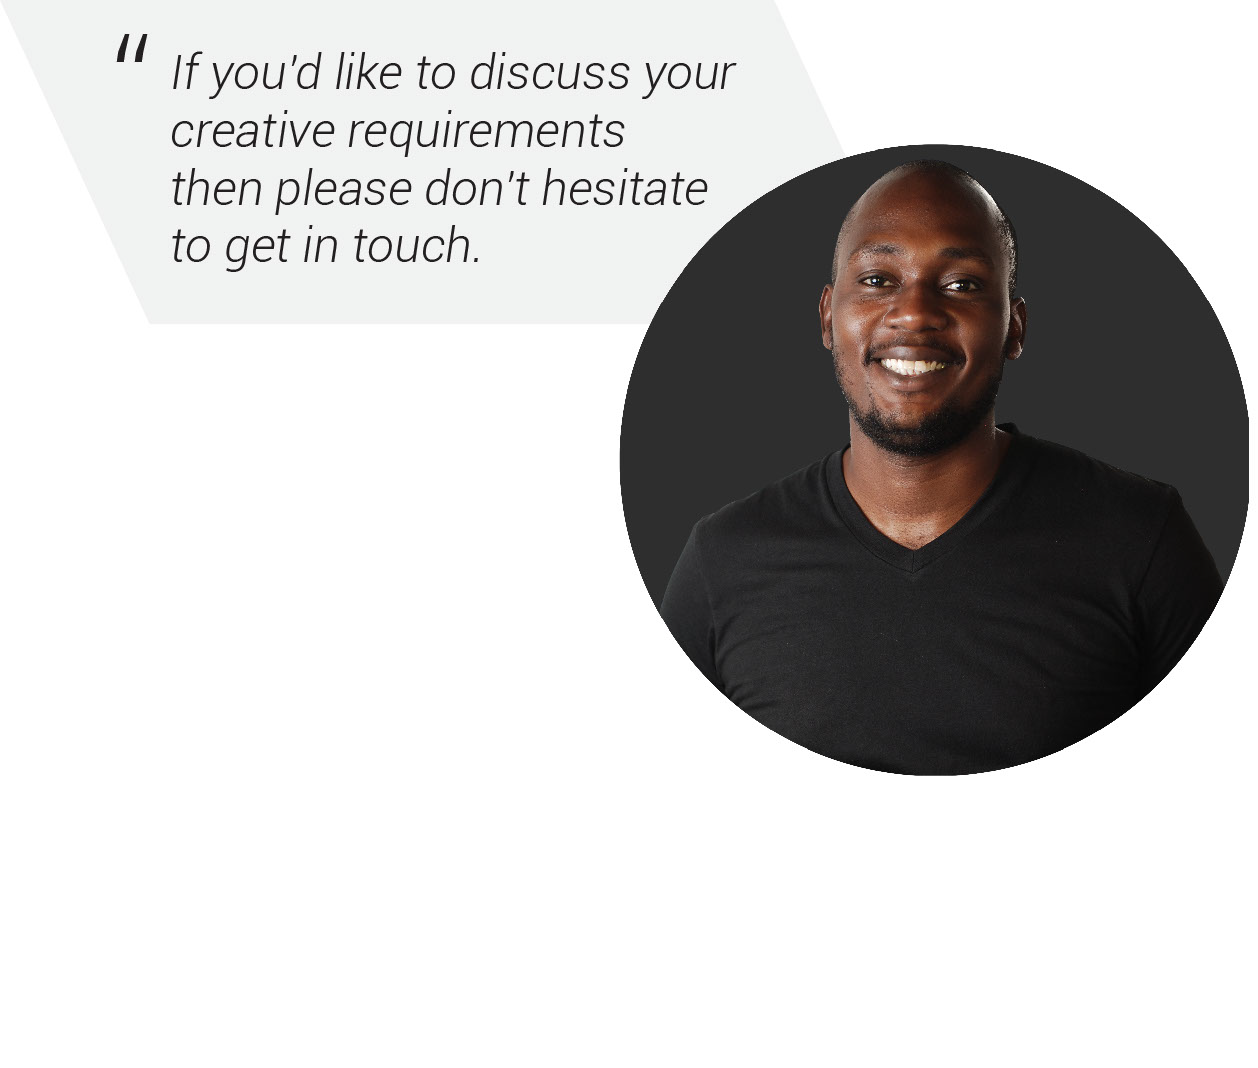 “ If you'd like to discuss your
creative requirements
then please don't hesitate
to get in touch.